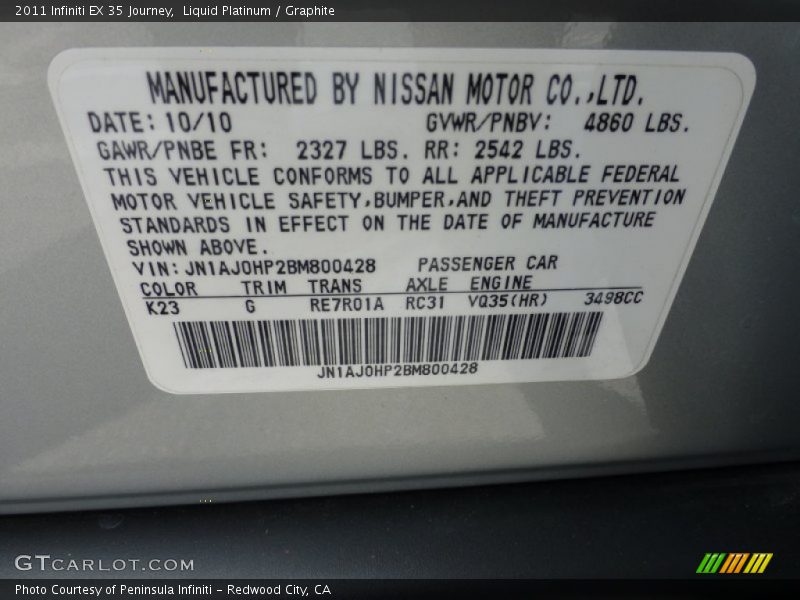 2011 Infiniti EX 35 Journey,  Liquid Platinum / Graphite
MANUFACTURED BY NISSAN MOTOR CO.,LTD.
DATE: 10/10 GVWR/PNBV: 4860 LBS.
GAWR/PNBE FR: 2327 LBS. RR: 2542 LBS.
THIS VEHICLE CONFORMS TO ALL APPLICABLE FEDERAL
MOTOR VEHICLE SAFETY,BUMPER,AND THEFT PREVENTION
STANDARDS IN EFFECT ON THE DATE OF MANUFACTURE
SHOWN ABOVE.
VIN: JN1AJ0HP2BM800428 PASSENGER CAR
COLOR TRIM TRANS AXLE ENGINE
K23 G RE7R01A RC31 VQ35(HR) 3498CC
JN1AJ0HP2BM800428
GTCARLOT.COM
Photo Courtesy of Peninsula Infiniti - Redwood City, CA